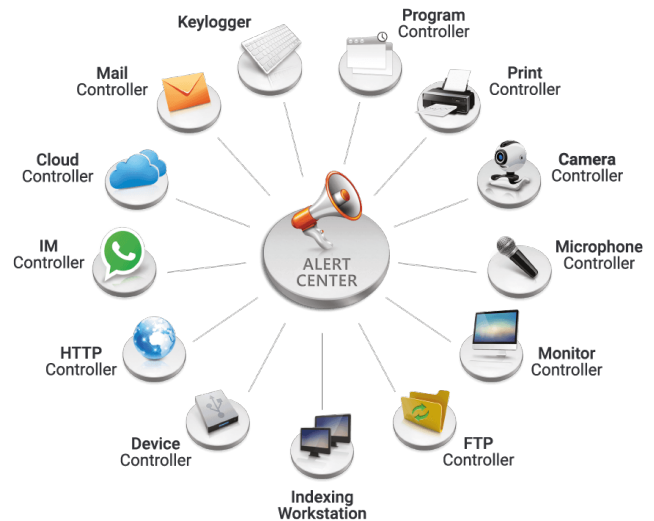 Keylogger
Program
Controller
Mail
Controller
Print
Controller
Cloud
Controller
Camera
Controller
IM
Controller
ALERT
CENTER
Microphone
Controller
HTTP
Controller
Monitor
Controller
Device
Controller
FTP
Controller
Indexing
Workstation